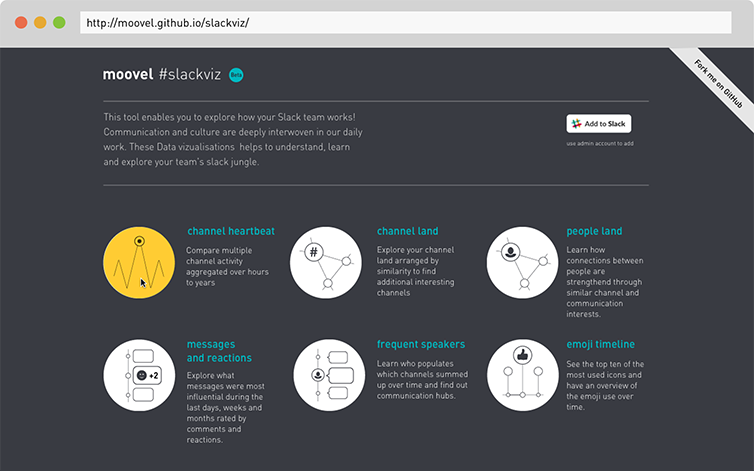 http://moovel.github.io/slackviz/
Fork me on GitHub
moovel #slackviz Beta
This tool enables you to explore how your Slack team works!
Communication and culture are deeply interwoven in our daily
work. These Data vizualisations helps to understand, learn
and explore your team's slack jungle.
Add to Slack
use admin account to add
channel heartbeat
Compare multiple
channel activity
aggregated over hours
to years
#
channel land
Explore your channel
land arranged by
similarity to find
additional interesting
channels
people land
Learn how
connections between
people are
strengthend through
similar channel and
communication
interests.
+2
messages
and reactions
Explore what
messages were most
influential during the
last days, weeks and
months rated by
comments and
reactions.
frequent speakers
Learn who populates
which channels summed
up over time and find out
communication hubs.
emoji timeline
See the top ten of the
most used icons and
have an overview of
the emoji use over
time.